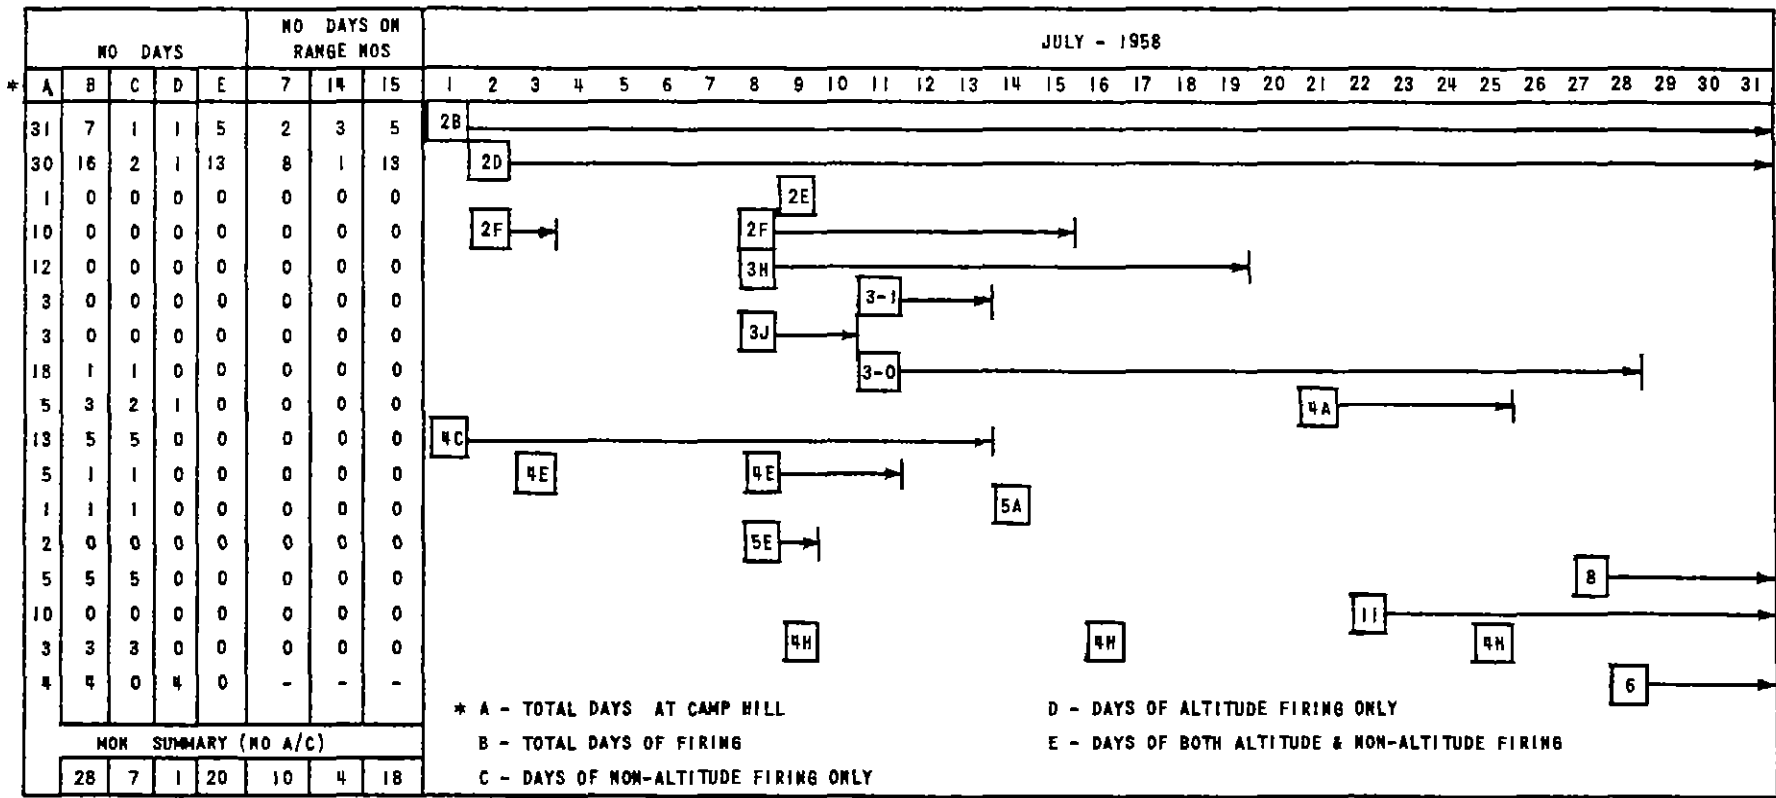 NO DAYS
NO DAYS ON RANGE NOS
JULY - 1958
* A B C D E 7 14 15 1 2 3 4 5 6 7 8 9 10 11 12 13 14 15 16 17 18 19 20 21 22 23 24 25 26 27 28 29 30 31
31 7 1 1 5 2 3 5 2B
30 16 2 1 13 8 1 13 2D
1 0 0 0 0 0 0 0 2E
10 0 0 0 0 0 0 0 2F 2F
12 0 0 0 0 0 0 0 3H
3 0 0 0 0 0 0 0 3-I
3 0 0 0 0 0 0 0 3J
18 1 1 0 0 0 0 0 3-0
5 3 2 1 0 0 0 0 4A
13 5 5 0 0 0 0 0 4C
5 1 1 0 0 0 0 0 4E 4E
1 1 1 0 0 0 0 0 5A
2 0 0 0 0 0 0 0 5E
5 5 5 0 0 0 0 0 8
10 0 0 0 0 0 0 0 11
3 3 3 0 0 0 0 0 4H 4H 4H
4 4 0 4 0 - - - 6
* A - TOTAL DAYS AT CAMP HILL
B - TOTAL DAYS OF FIRING
C - DAYS OF NON-ALTITUDE FIRING ONLY
D - DAYS OF ALTITUDE FIRING ONLY
E - DAYS OF BOTH ALTITUDE & NON-ALTITUDE FIRING
MON SUMMARY (NO A/C)
28 7 1 20 10 4 18